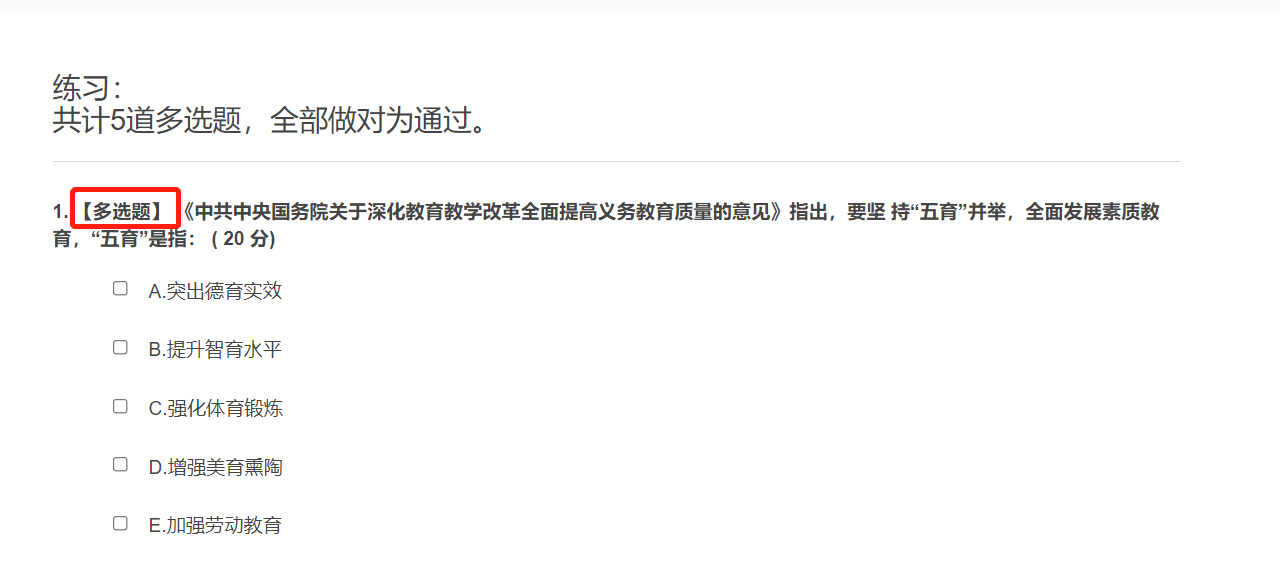 练习：
共计5道多选题，全部做对为通过。
1.【多选题】《中共中央国务院关于深化教育教学改革全面提高义务教育质量的意见》指出，要坚 持“五育”并举，全面发展素质教
育，“五育”是指： ( 20 分)
A.突出德育实效
B.提升智育水平
C.强化体育锻炼
D.增强美育熏陶
E.加强劳动教育